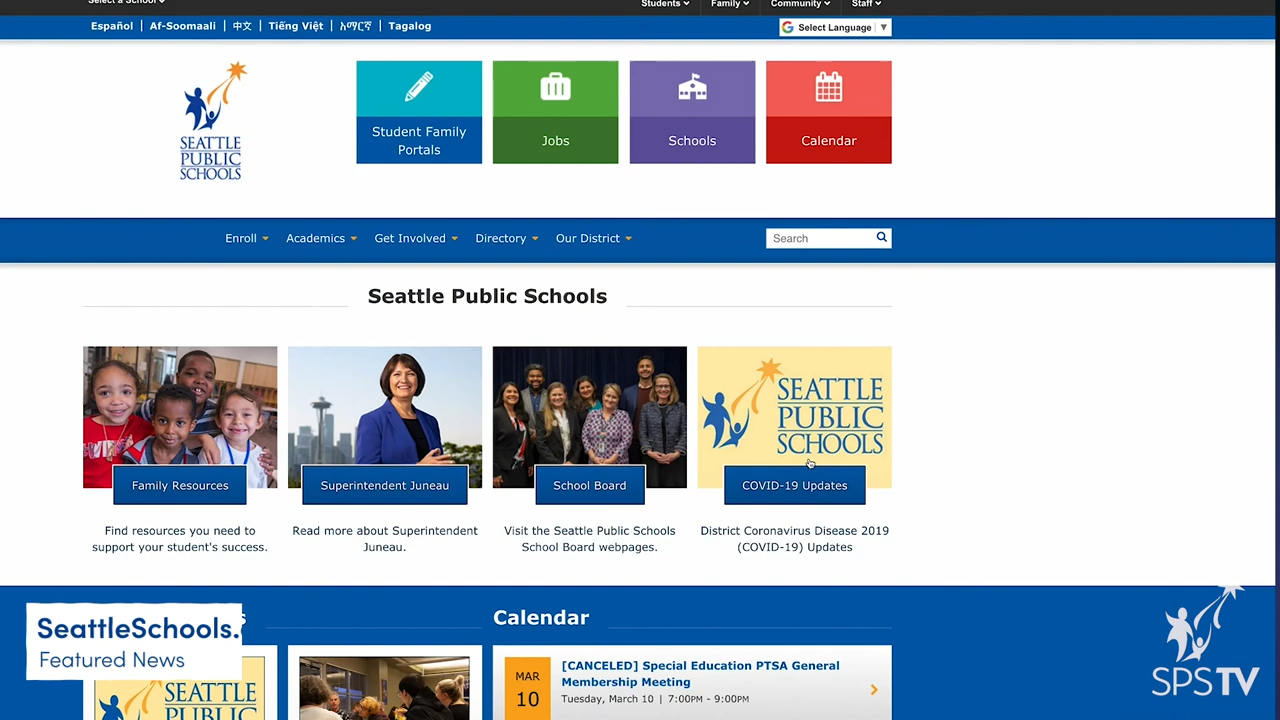 Select a School
Students
Family
Community
Staff
Español | Af-Soomaali | 中文 | Tiếng Việt | አማርኛ | Tagalog
Select Language
SEATTLE
PUBLIC
SCHOOLS
Student Family
Portals
Jobs
Schools
Calendar
Enroll
Academics
Get Involved
Directory
Our District
Search
Seattle Public Schools
SEATTLE
PUBLIC
SCHOOLS
Family Resources
Superintendent Juneau
School Board
COVID-19 Updates
Find resources you need to
support your student's success.
Read more about Superintendent
Juneau.
Visit the Seattle Public Schools
School Board webpages.
District Coronavirus Disease 2019
(COVID-19) Updates
SeattleSchools.
Featured News
Calendar
SEATTLE
MAR
10
[CANCELED] Special Education PTSA General
Membership Meeting
Tuesday, March 10 | 7:00PM - 9:00PM
SPSTV